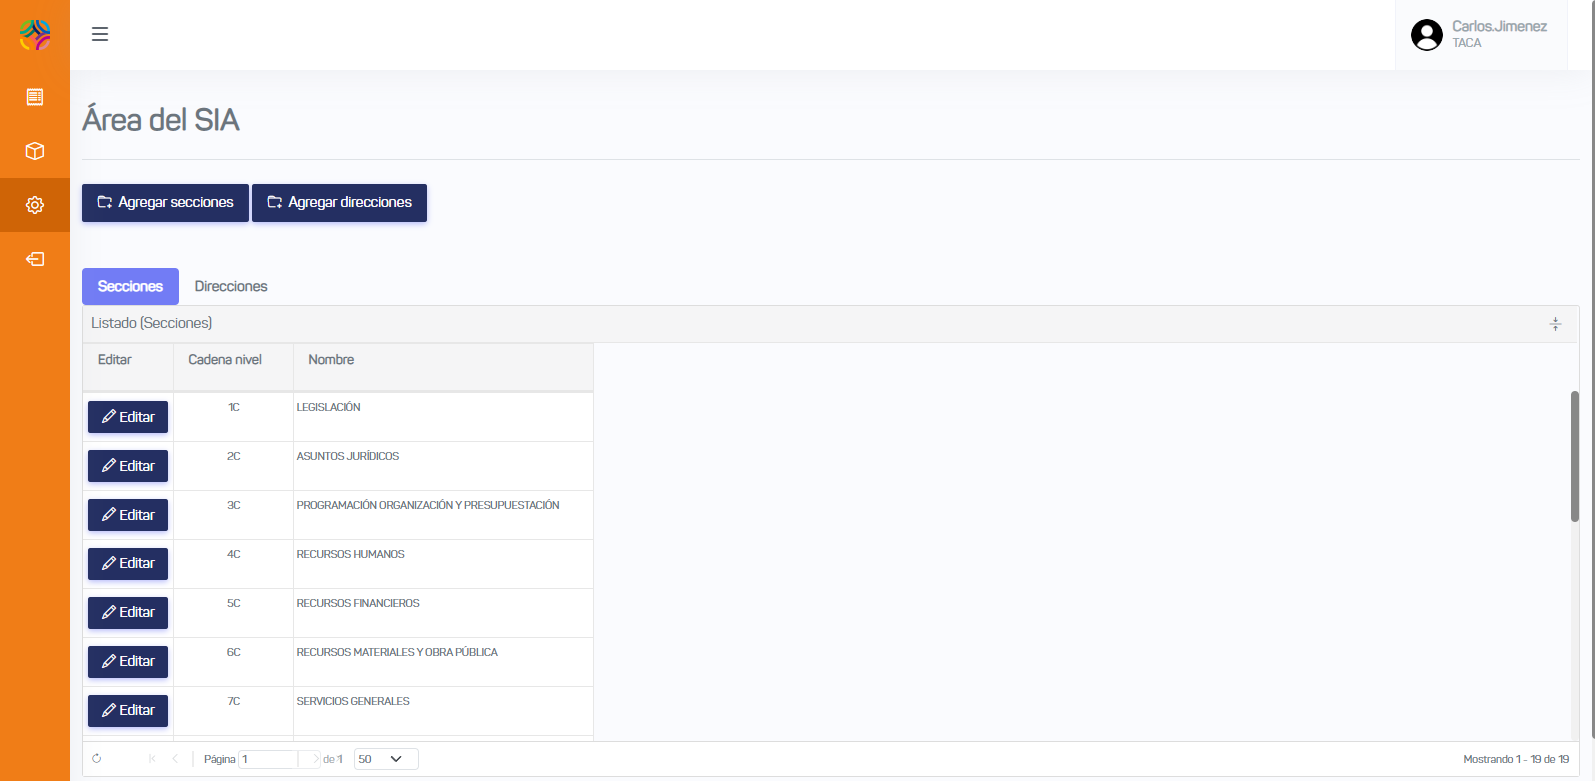 Carlos.Jimenez
TACA
Área del SIA
Agregar secciones Agregar direcciones
Secciones Direcciones
Listado (Secciones)
Editar Cadena nivel Nombre
Editar 1C LEGISLACIÓN
Editar 2C ASUNTOS JURÍDICOS
Editar 3C PROGRAMACIÓN ORGANIZACIÓN Y PRESUPUESTACIÓN
Editar 4C RECURSOS HUMANOS
Editar 5C RECURSOS FINANCIEROS
Editar 6C RECURSOS MATERIALES Y OBRA PÚBLICA
Editar 7C SERVICIOS GENERALES
Página 1 de 1 50 Mostrando 1 - 19 de 19